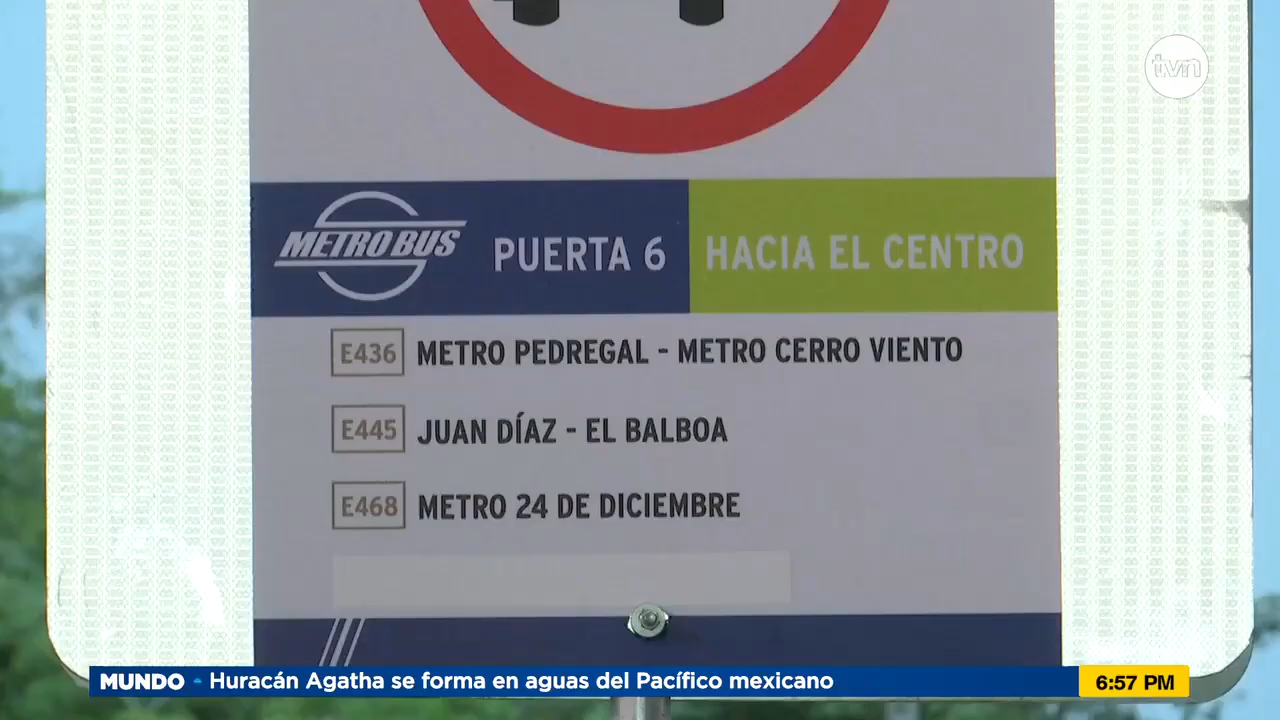 tvn
METRO BUS PUERTA 6 HACIA EL CENTRO
E436 METRO PEDREGAL - METRO CERRO VIENTO
E445 JUAN DÍAZ - EL BALBOA
E468 METRO 24 DE DICIEMBRE
MUNDO - Huracán Agatha se forma en aguas del Pacífico mexicano 6:57 PM